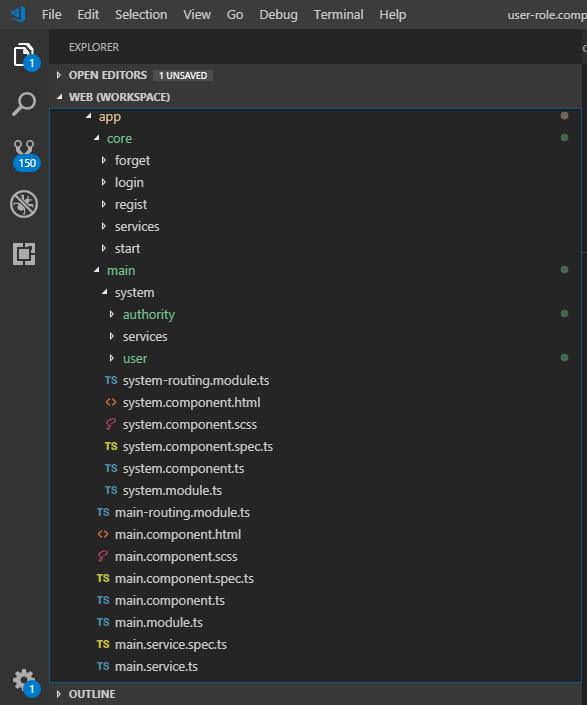 File Edit Selection View Go Debug Terminal Help user-role.comp
EXPLORER
1
OPEN EDITORS 1 UNSAVED
WEB (WORKSPACE)
app
core
forget
150
login
regist
services
start
main
system
authority
services
user
TS system-routing.module.ts
<> system.component.html
system.component.scss
TS system.component.spec.ts
TS system.component.ts
TS system.module.ts
TS main-routing.module.ts
<> main.component.html
main.component.scss
TS main.component.spec.ts
TS main.component.ts
TS main.module.ts
TS main.service.spec.ts
TS main.service.ts
1
OUTLINE